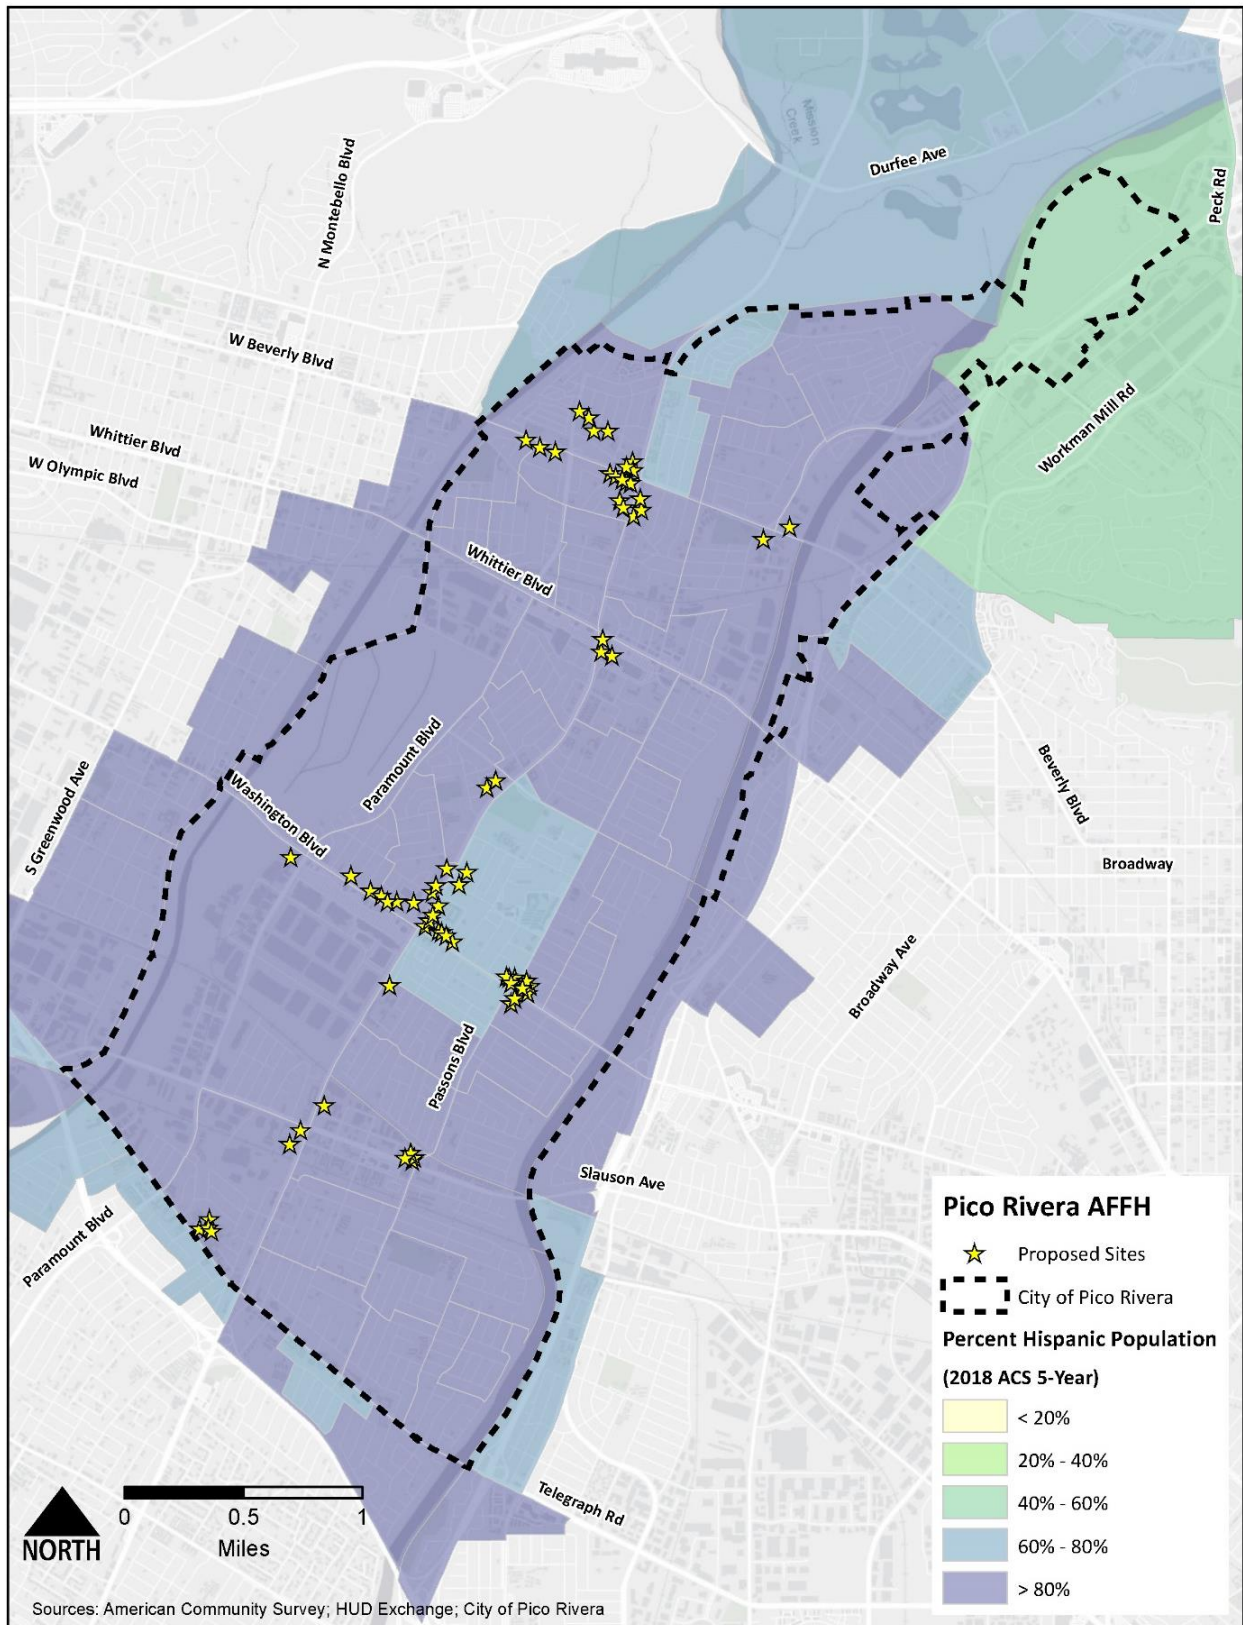 Mission
Creek
Durfee Ave
Peck Rd
N Montebello Blvd
W Beverly Blvd
Whittier Blvd
W Olympic Blvd
Workman Mill Rd
Whittier Blvd
Paramount Blvd
Washington Blvd
S Greenwood Ave
Beverly Blvd
Broadway
Broadway Ave
Passons Blvd
Slauson Ave
Paramount Blvd
Telegraph Rd
Pico Rivera AFFH
Proposed Sites
City of Pico Rivera
Percent Hispanic Population
(2018 ACS 5-Year)
< 20%
20% - 40%
40% - 60%
60% - 80%
> 80%
NORTH
0 0.5 1
Miles
Sources: American Community Survey; HUD Exchange; City of Pico Rivera